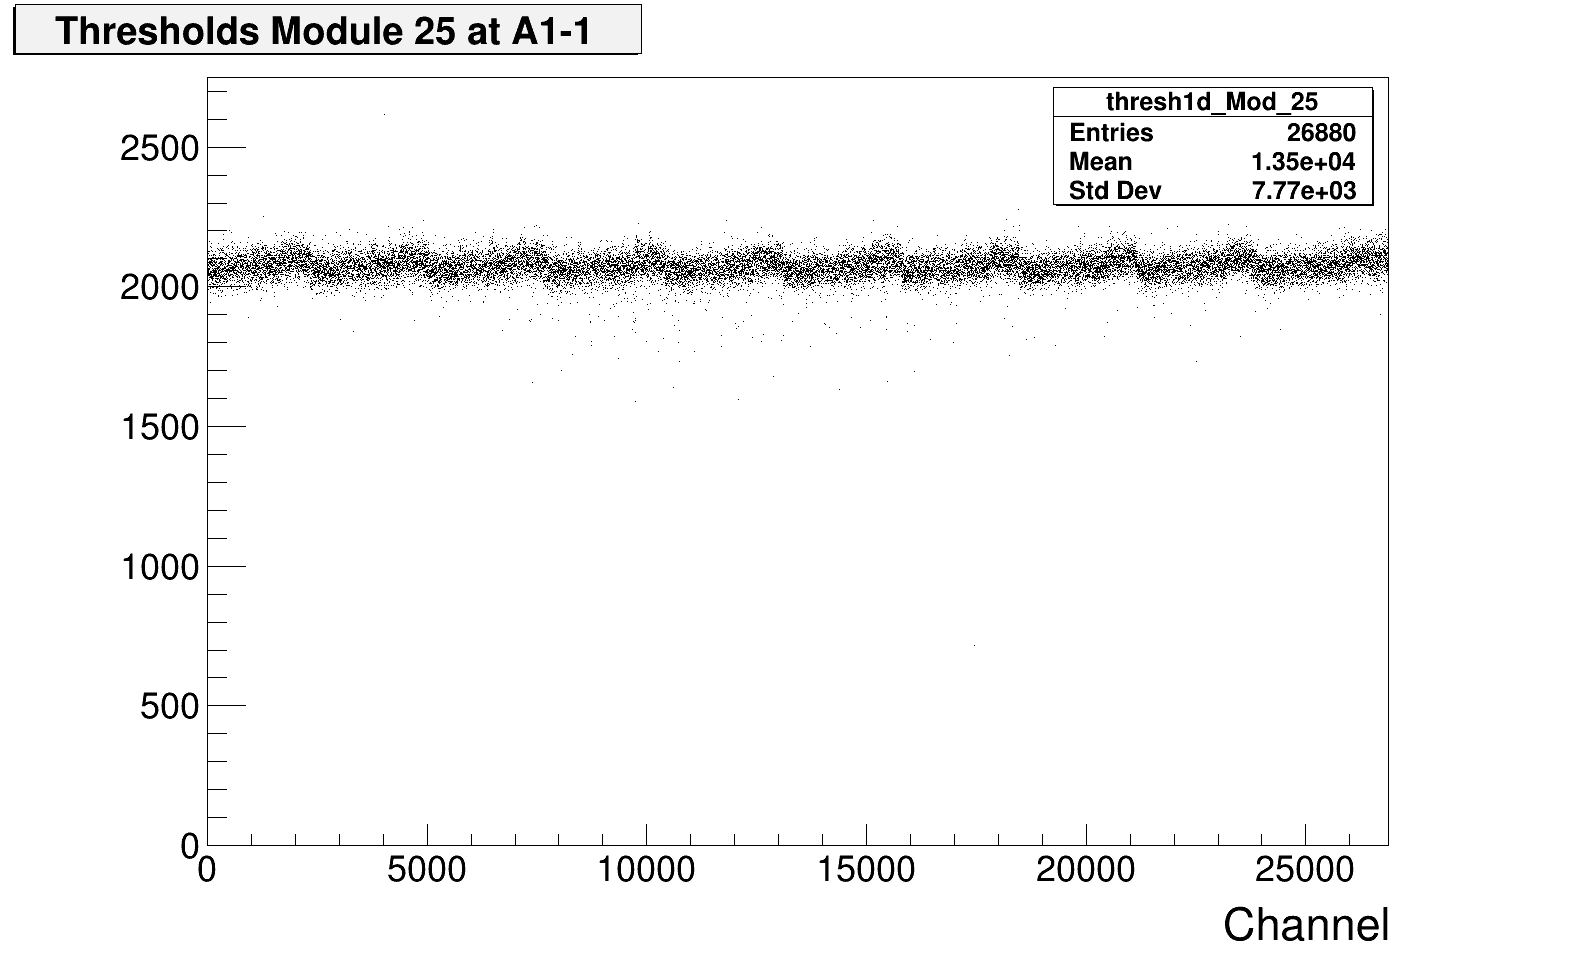 Thresholds Module 25 at A1-1
thresh1d_Mod_25
Entries 26880
Mean 1.35e+04
Std Dev 7.77e+03
2500
2000
1500
1000
500
0
0 5000 10000 15000 20000 25000
Channel